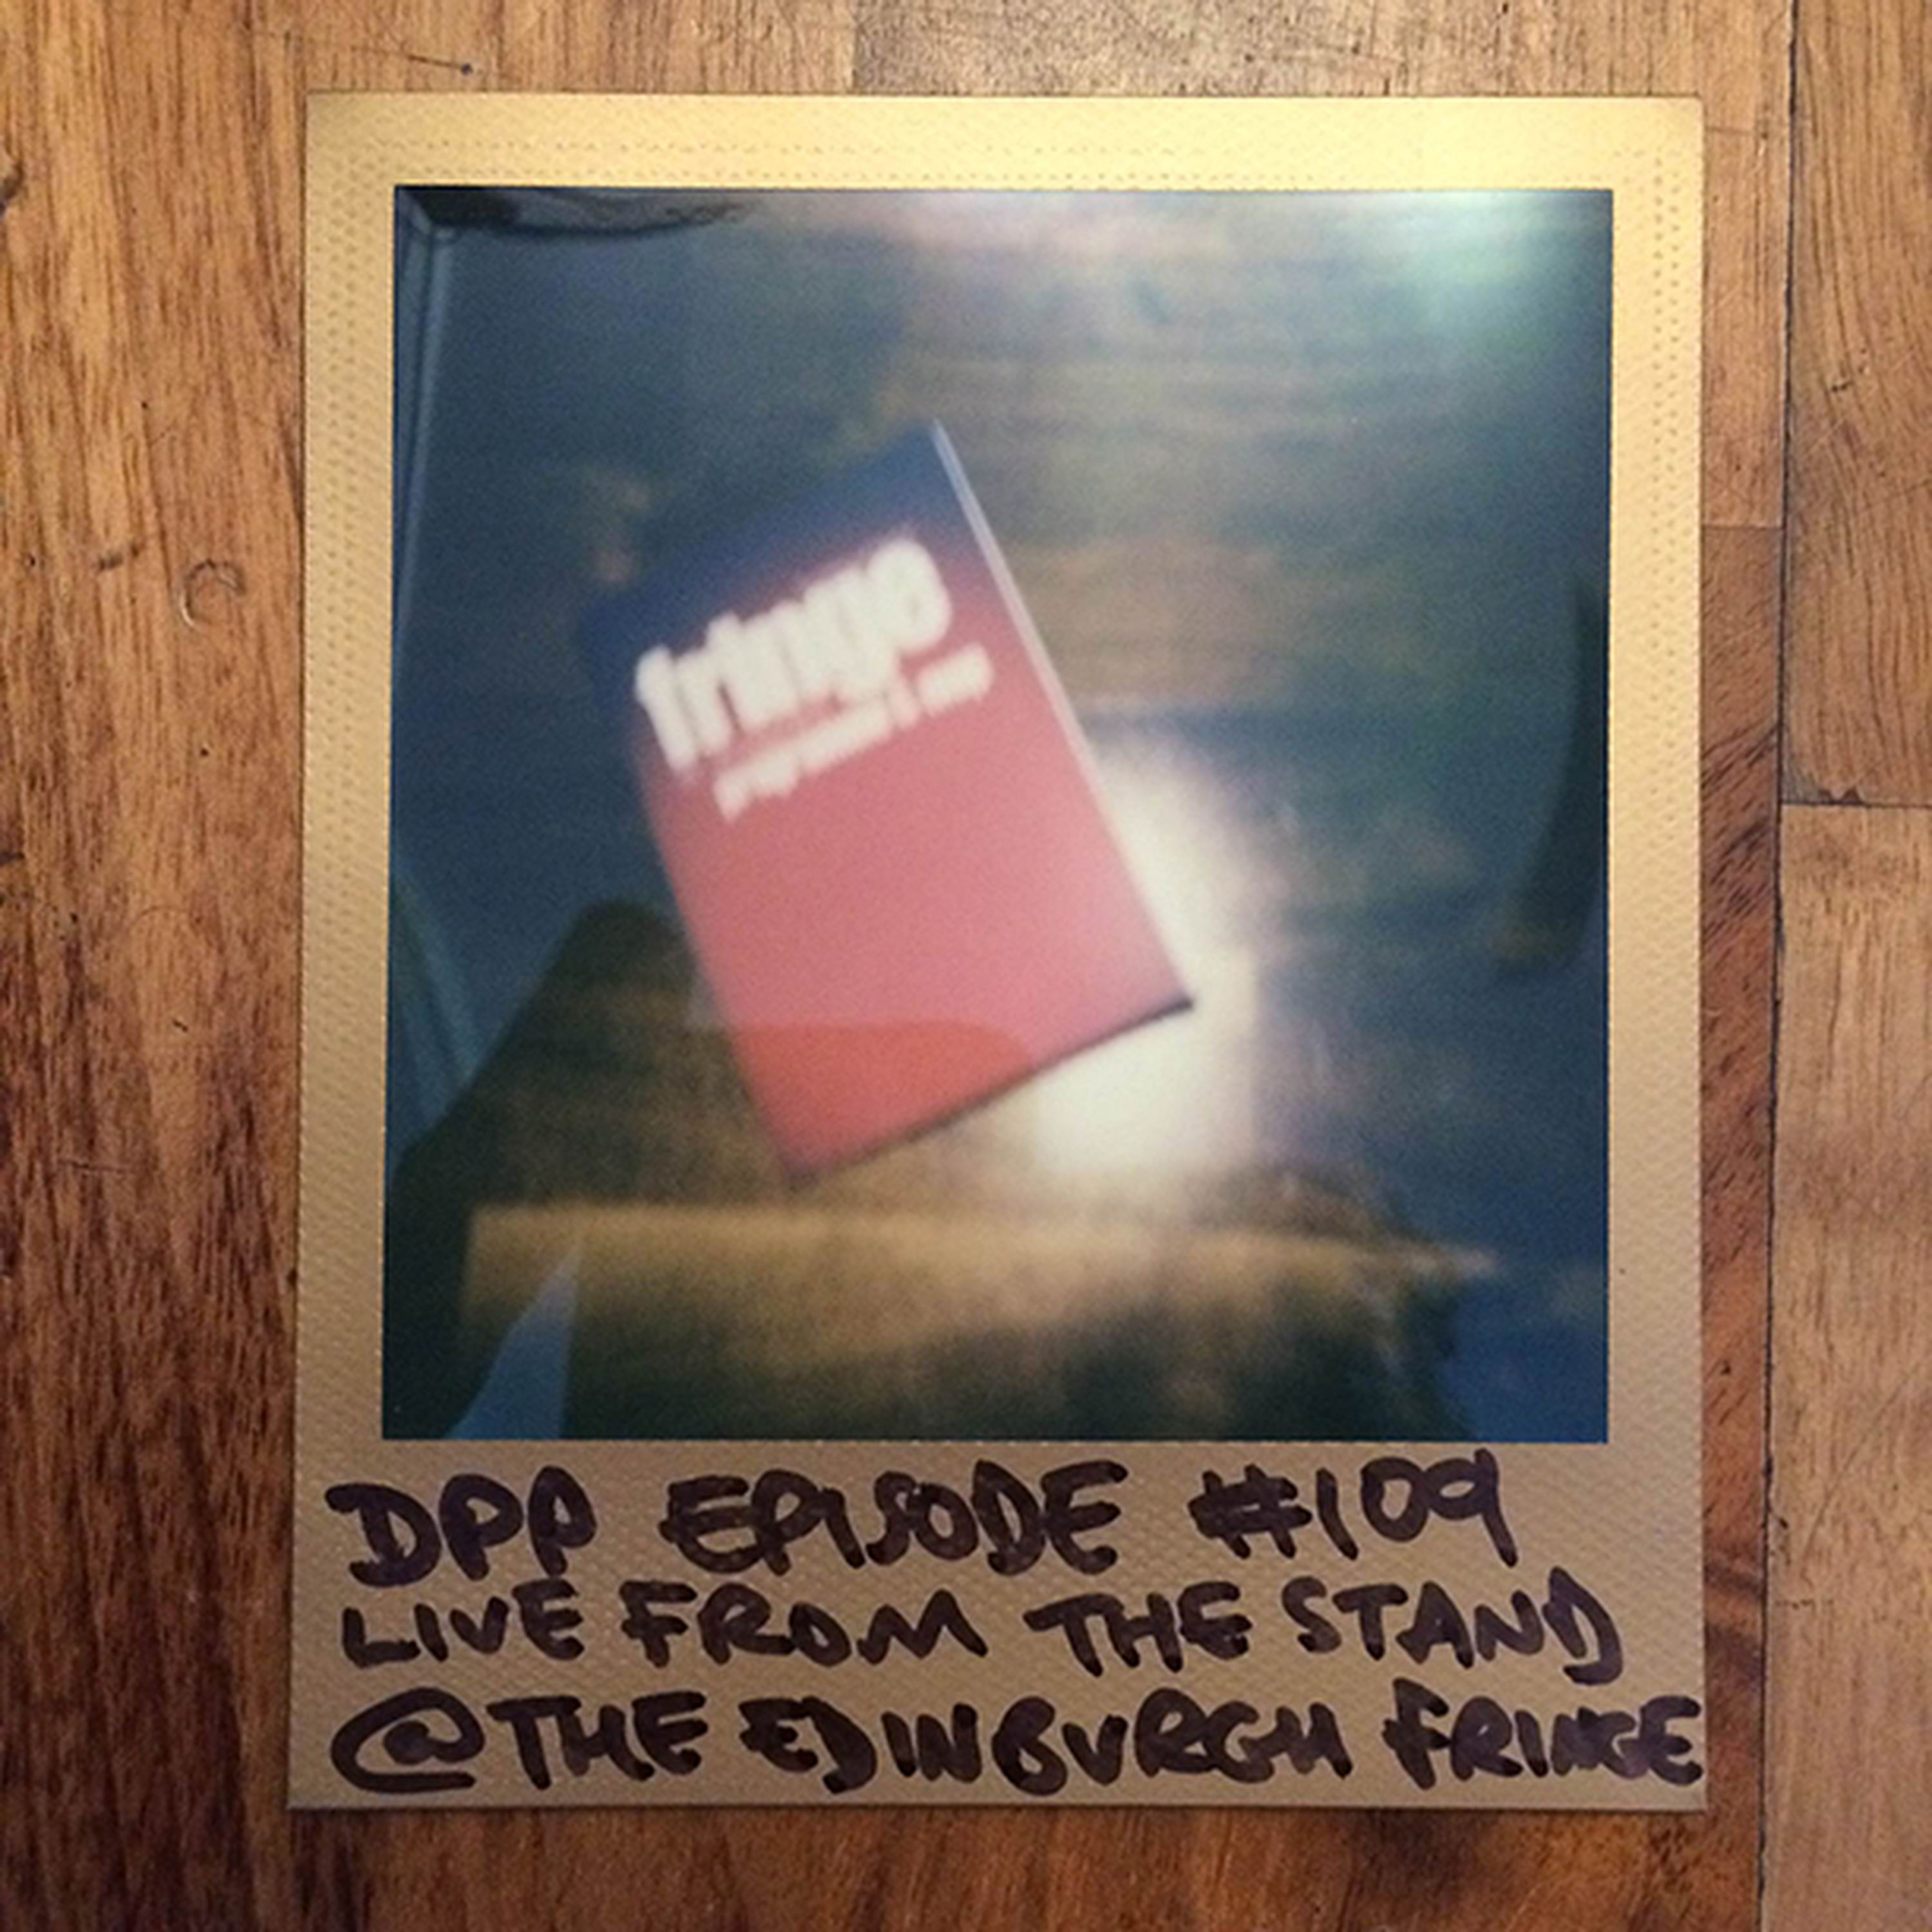 fringe
DPP EPISODE #109
LIVE FROM THE STAND
@THE EDINBURGH FRINGE